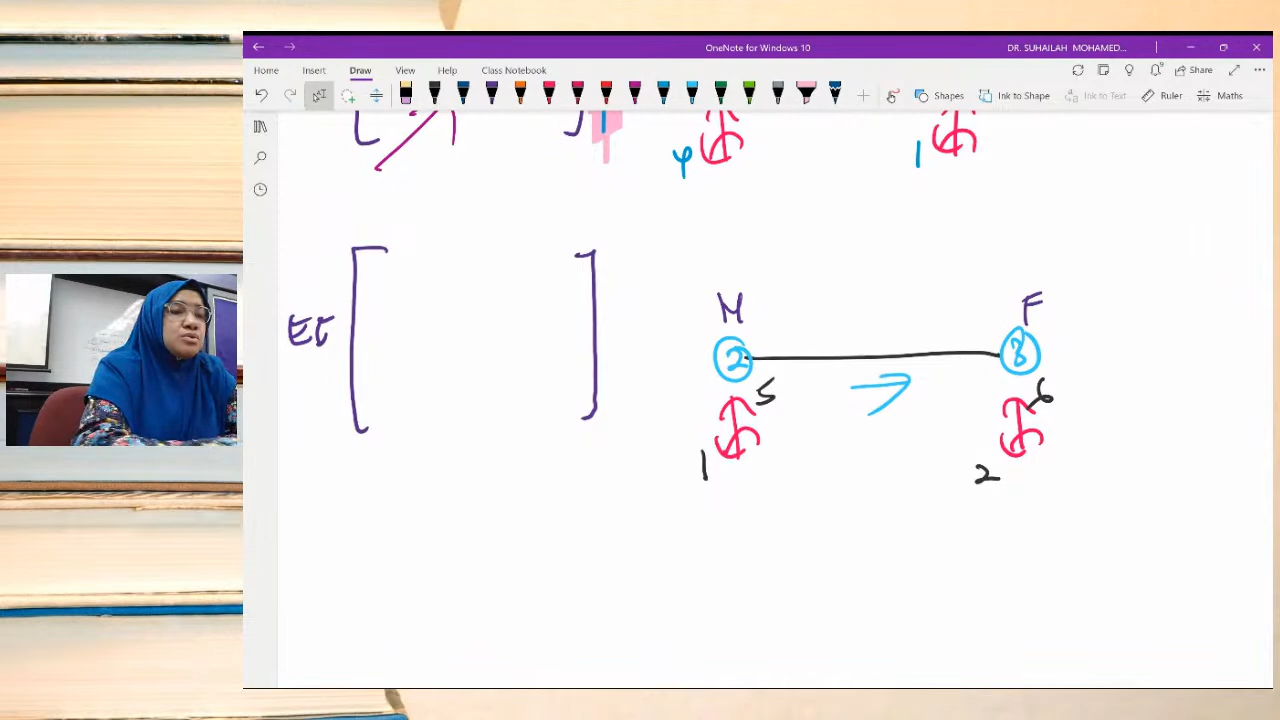 OneNote for Windows 10
DR. SUHAILAH MOHAMED...
Home Insert Draw View Help Class Notebook
Share
Shapes Ink to Shape Ink to Text Ruler Maths
4 1
M F
2 8
5 6
1 2